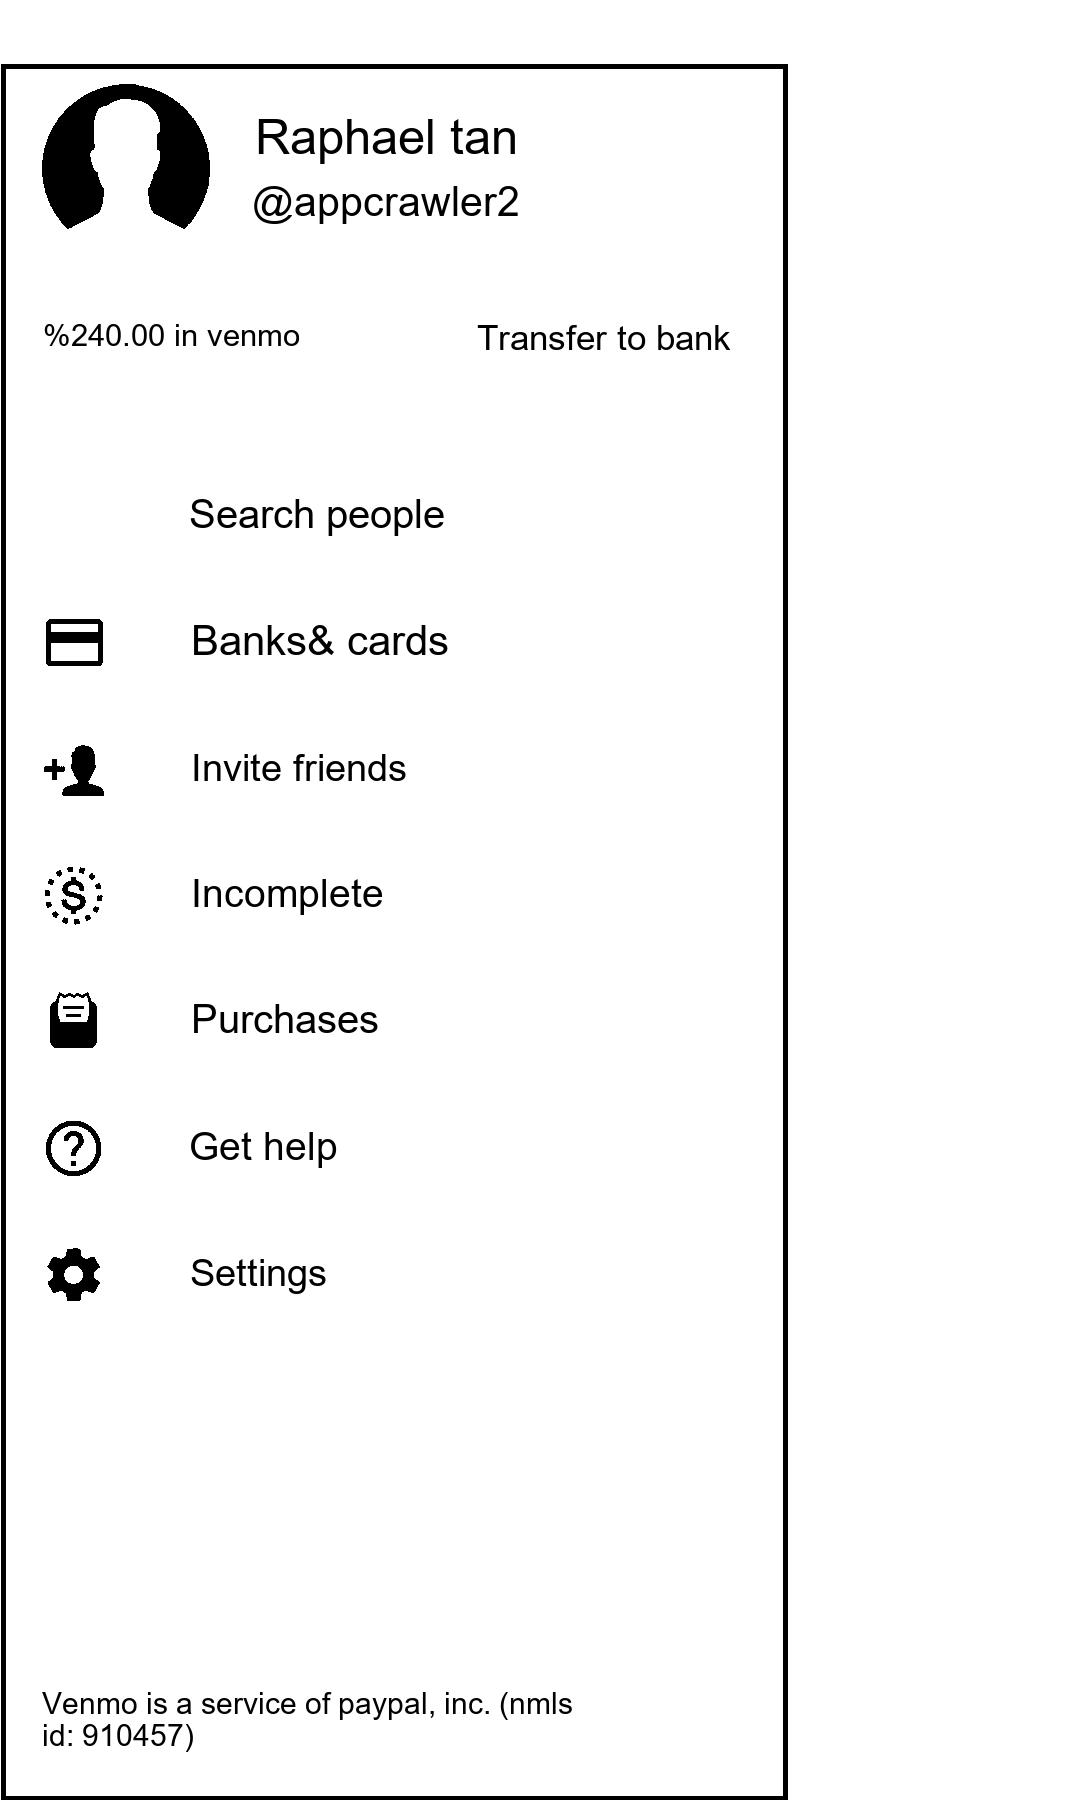 Raphael tan
@appcrawler2
%240.00 in venmo
Transfer to bank
Search people
Banks& cards
Invite friends
Incomplete
Purchases
Get help
Settings
Venmo is a service of paypal, inc. (nmls
id: 910457)